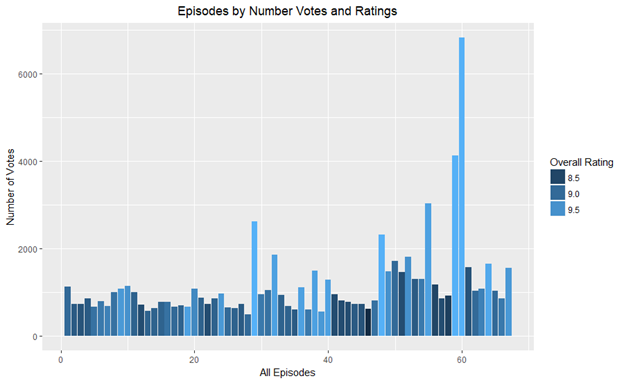 Episodes by Number Votes and Ratings
6000
4000
2000
0
Number of Votes
0 20 40 60
All Episodes
Overall Rating
8.5
9.0
9.5